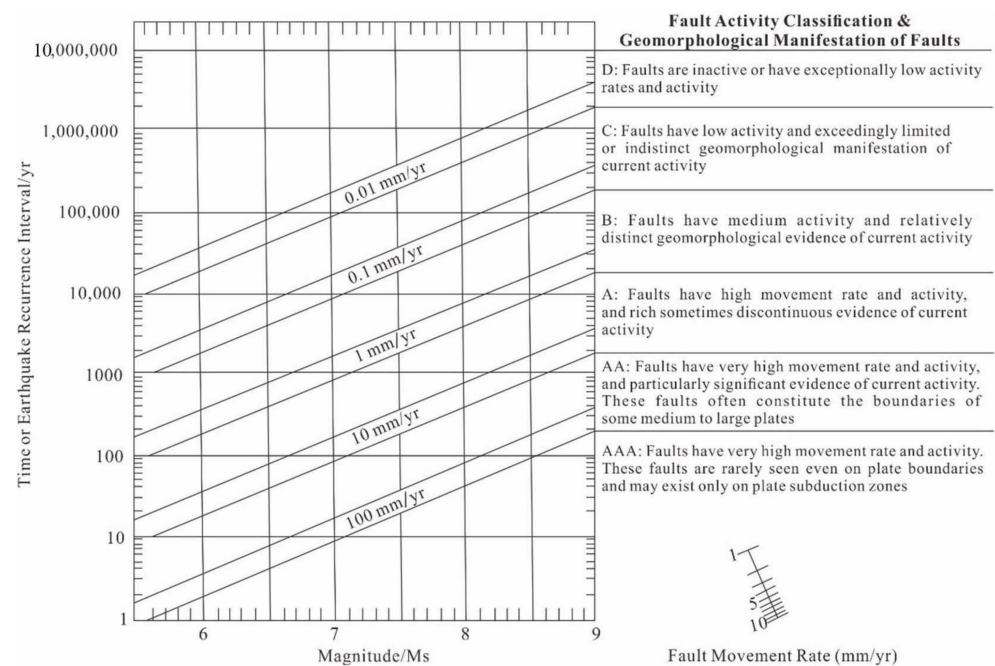 Fault Activity Classification &
Geomorphological Manifestation of Faults
10,000,000
1,000,000
100,000
10,000
1000
100
10
1
Time or Earthquake Recurrence Interval/yr
0.01 mm/yr
0.1 mm/yr
1 mm/yr
10 mm/yr
100 mm/yr
6
7
8
9
Magnitude/Ms
D: Faults are inactive or have exceptionally low activity
rates and activity
C: Faults have low activity and exceedingly limited
or indistinct geomorphological manifestation of
current activity
B: Faults have medium activity and relatively
distinct geomorphological evidence of current activity
A: Faults have high movement rate and activity,
and rich sometimes discontinuous evidence of current
activity
AA: Faults have very high movement rate and activity,
and particularly significant evidence of current activity.
These faults often constitute the boundaries of
some medium to large plates
AAA: Faults have very high movement rate and activity.
These faults are rarely seen even on plate boundaries
and may exist only on plate subduction zones
1
5
10
Fault Movement Rate (mm/yr)